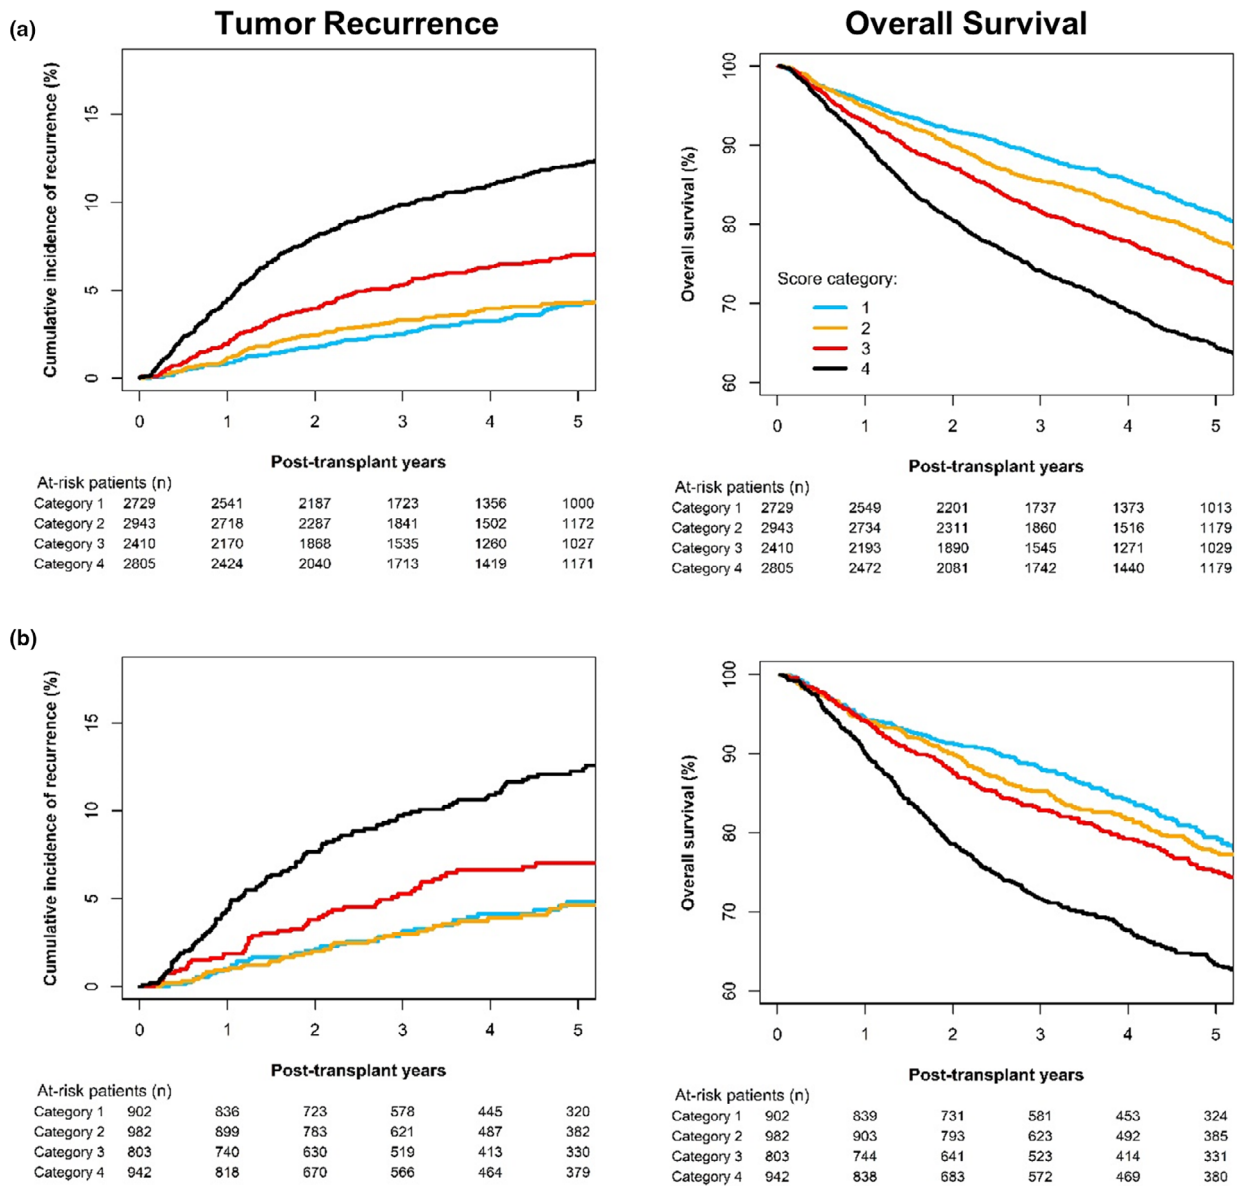 (a)
Tumor Recurrence
Cumulative incidence of recurrence (%)
15
10
5
0
0 1 2 3 4 5
Post-transplant years
At-risk patients (n)
Category 1 2729 2541 2187 1723 1356 1000
Category 2 2943 2718 2287 1841 1502 1172
Category 3 2410 2170 1868 1535 1260 1027
Category 4 2805 2424 2040 1713 1419 1171
Overall Survival
Overall survival (%)
100
90
80
70
60
Score category:
1
2
3
4
0 1 2 3 4 5
Post-transplant years
At-risk patients (n)
Category 1 2729 2549 2201 1737 1373 1013
Category 2 2943 2734 2311 1860 1516 1179
Category 3 2410 2193 1890 1545 1271 1029
Category 4 2805 2472 2081 1742 1440 1179
(b)
Cumulative incidence of recurrence (%)
15
10
5
0
0 1 2 3 4 5
Post-transplant years
At-risk patients (n)
Category 1 902 836 723 578 445 320
Category 2 982 899 783 621 487 382
Category 3 803 740 630 519 413 330
Category 4 942 818 670 566 464 379
Overall survival (%)
100
90
80
70
60
0 1 2 3 4 5
Post-transplant years
At-risk patients (n)
Category 1 902 839 731 581 453 324
Category 2 982 903 793 623 492 385
Category 3 803 744 641 523 414 331
Category 4 942 838 683 572 469 380